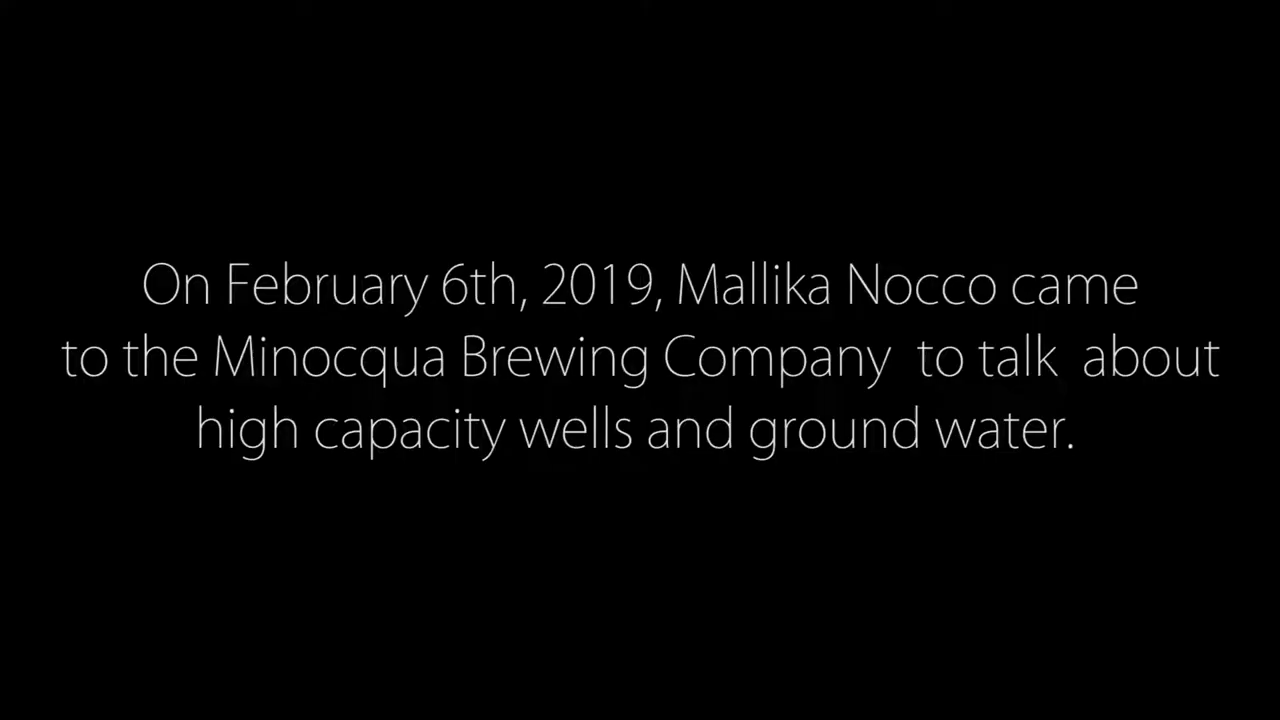 On February 6th, 2019, Mallika Nocco came
to the Minocqua Brewing Company  to talk  about
high capacity wells and ground water.